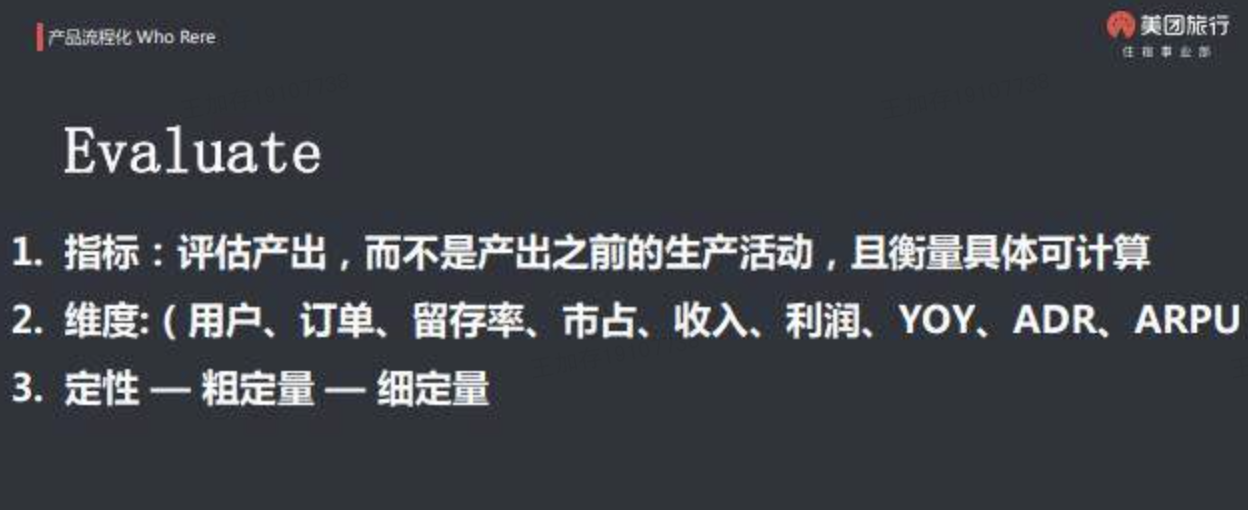 产品流程化 Who Rere
美团旅行
住宿事业部
Evaluate
1. 指标：评估产出，而不是产出之前的生产活动，且衡量具体可计算
2. 维度:（用户、订单、留存率、市占、收入、利润、YOY、ADR、ARPU
3. 定性 — 粗定量 — 细定量